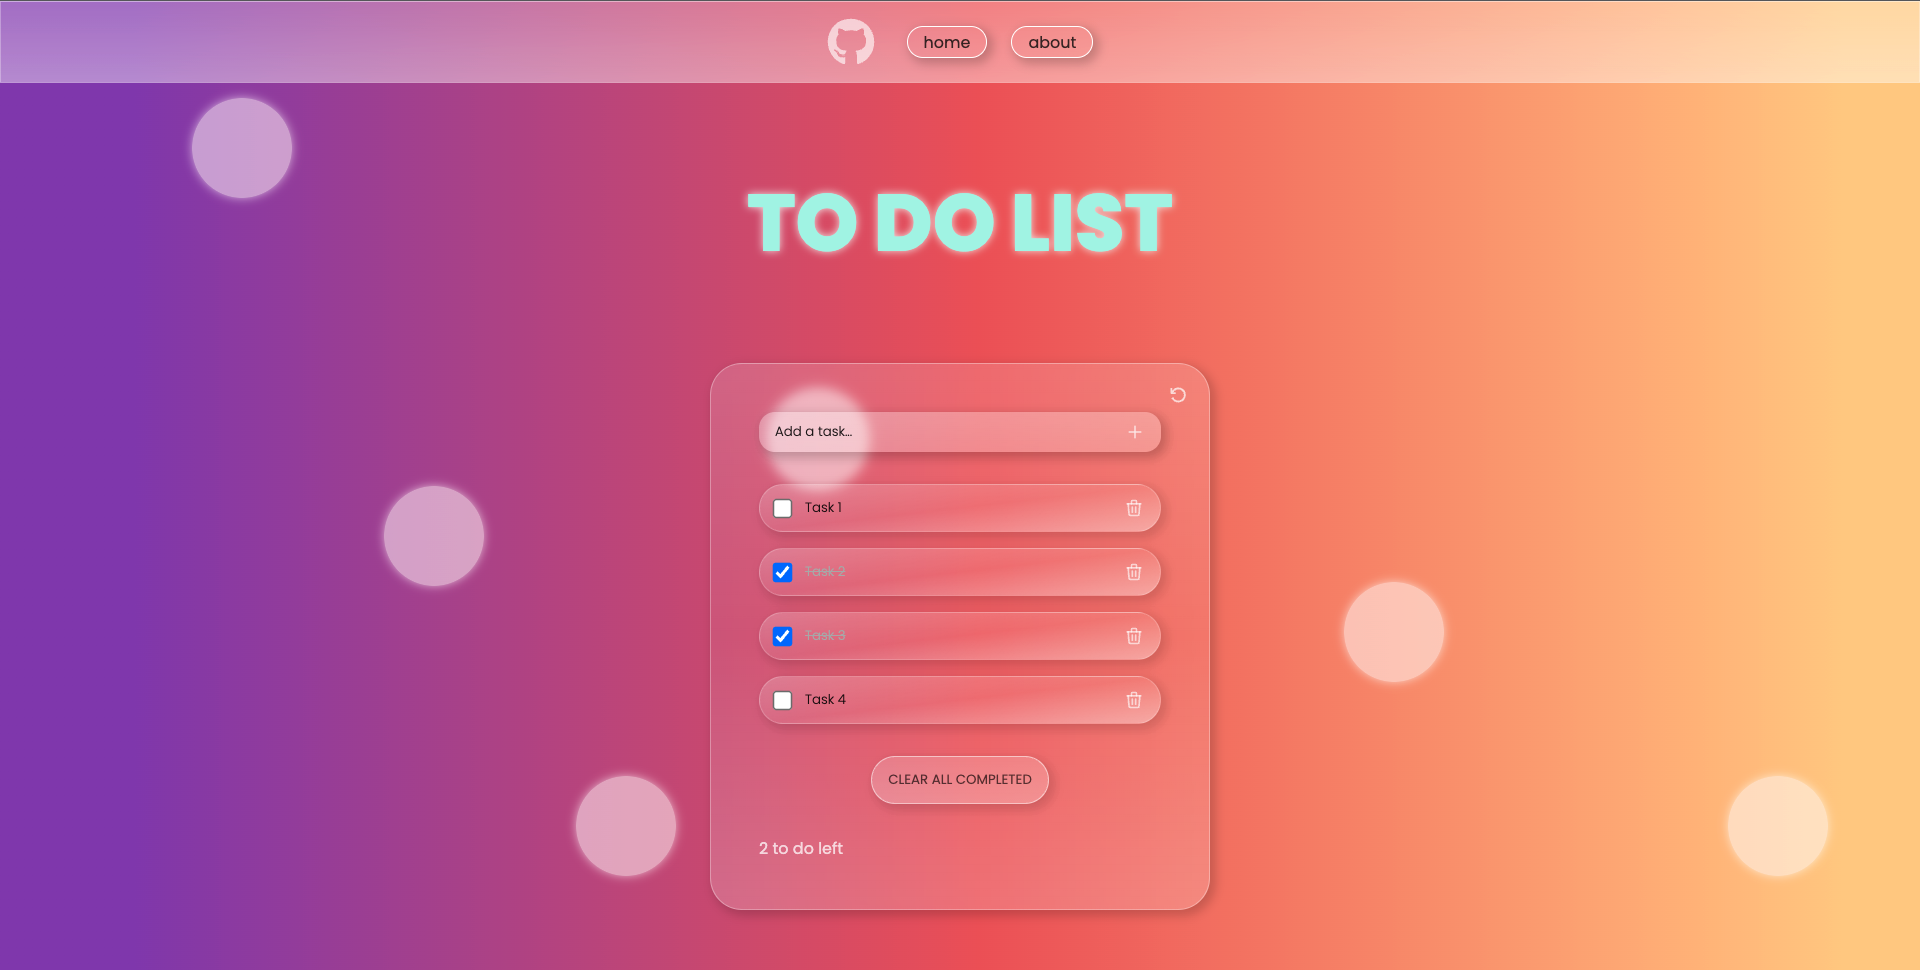 home
about
TO DO LIST
Add a task...
Task 1
Task 2
Task 3
Task 4
CLEAR ALL COMPLETED
2 to do left